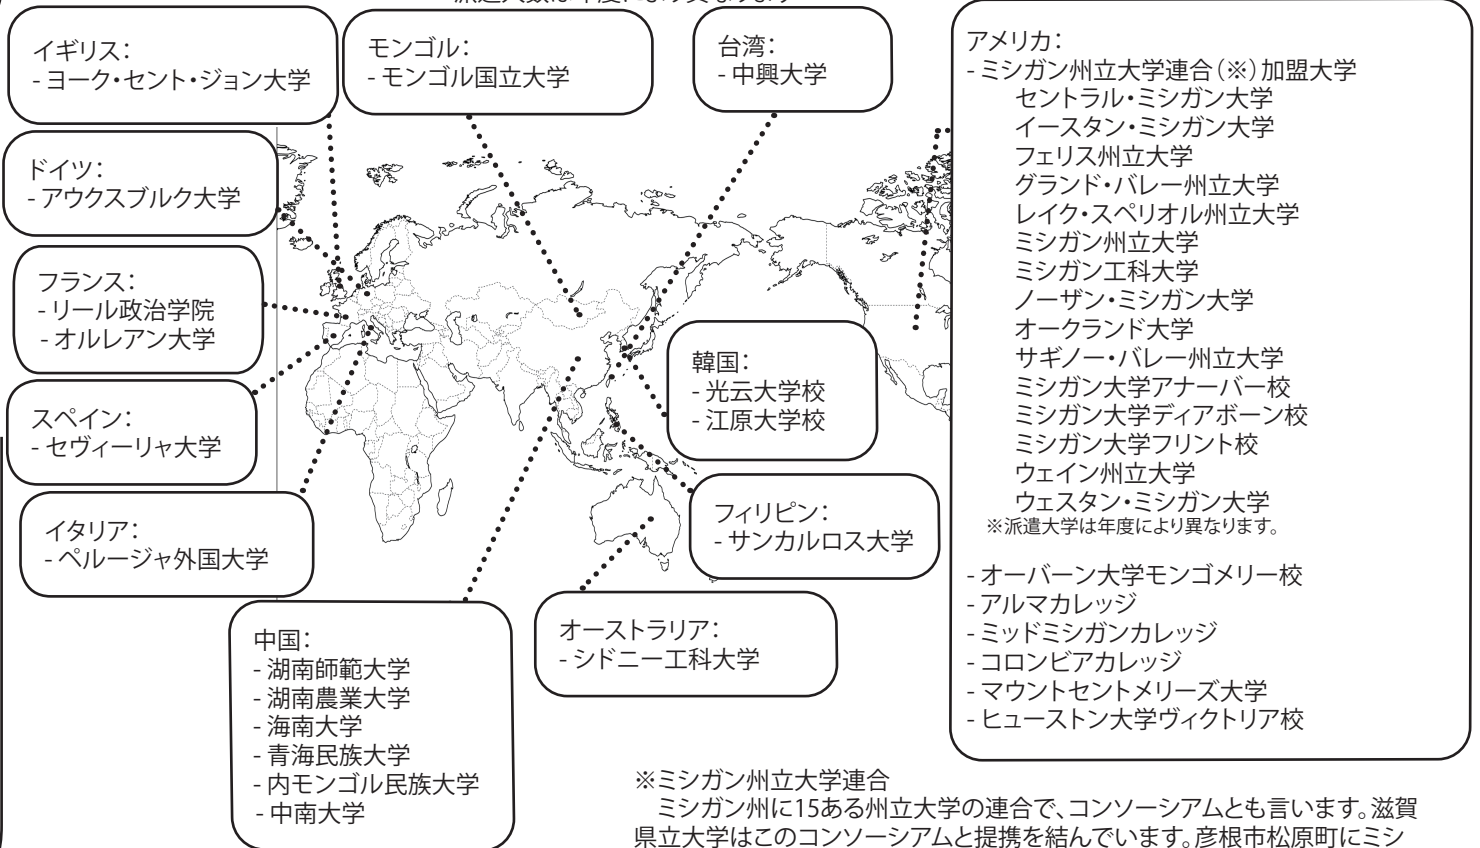 イギリス：
- ヨーク・セント・ジョン大学
モンゴル：
- モンゴル国立大学
台湾：
- 中興大学
ドイツ：
- アウクスブルク大学
フランス：
- リール政治学院
- オルレアン大学
スペイン：
- セヴィーリャ大学
イタリア：
- ペルージャ外国大学
中国：
- 湖南師範大学
- 湖南農業大学
- 海南大学
- 青海民族大学
- 内モンゴル民族大学
- 中南大学
韓国：
- 光云大学校
- 江原大学校
フィリピン：
- サンカルロス大学
オーストラリア：
- シドニー工科大学
アメリカ：
- ミシガン州立大学連合（※）加盟大学
セントラル・ミシガン大学
イースタン・ミシガン大学
フェリス州立大学
グランド・バレー州立大学
レイク・スペリオル州立大学
ミシガン州立大学
ミシガン工科大学
ノーザン・ミシガン大学
オークランド大学
サギノー・バレー州立大学
ミシガン大学アナーバー校
ミシガン大学ディアボーン校
ミシガン大学フリント校
ウェイン州立大学
ウェスタン・ミシガン大学
※派遣大学は年度により異なります。
- オーバーン大学モンゴメリー校
- アルマカレッジ
- ミッドミシガンカレッジ
- コロンビアカレッジ
- マウントセントメリーズ大学
- ヒューストン大学ヴィクトリア校
※ミシガン州立大学連合
ミシガン州に15ある州立大学の連合で、コンソーシアムとも言います。滋賀
県立大学はこのコンソーシアムと提携を結んでいます。彦根市松原町にミシ